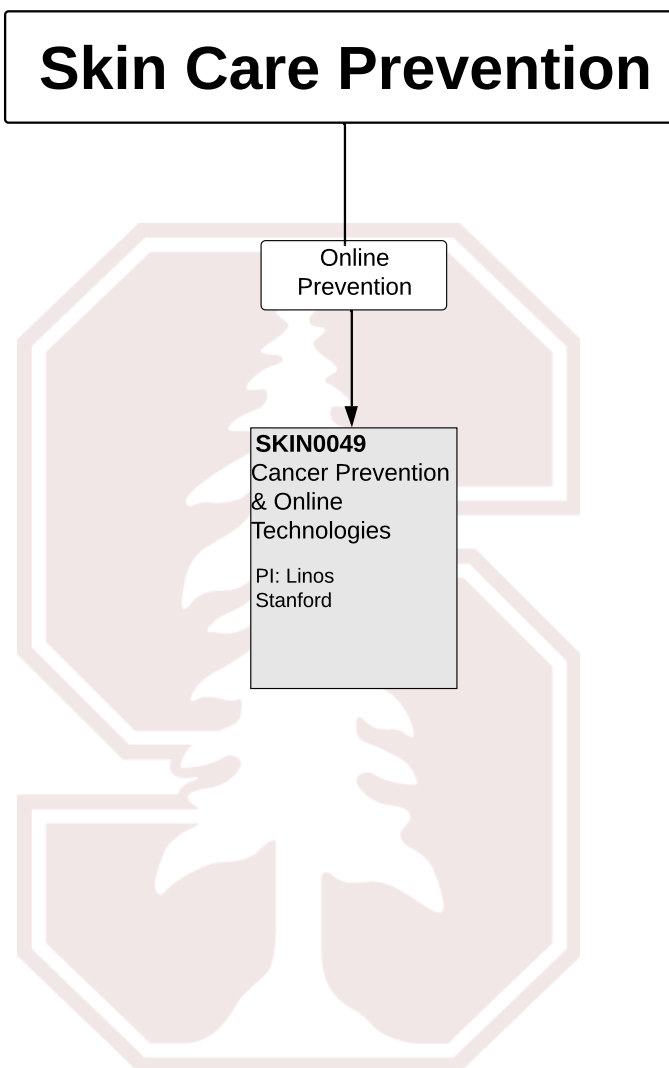 Skin Care Prevention
Online
Prevention
SKIN0049
Cancer Prevention
& Online
Technologies
PI: Linos
Stanford